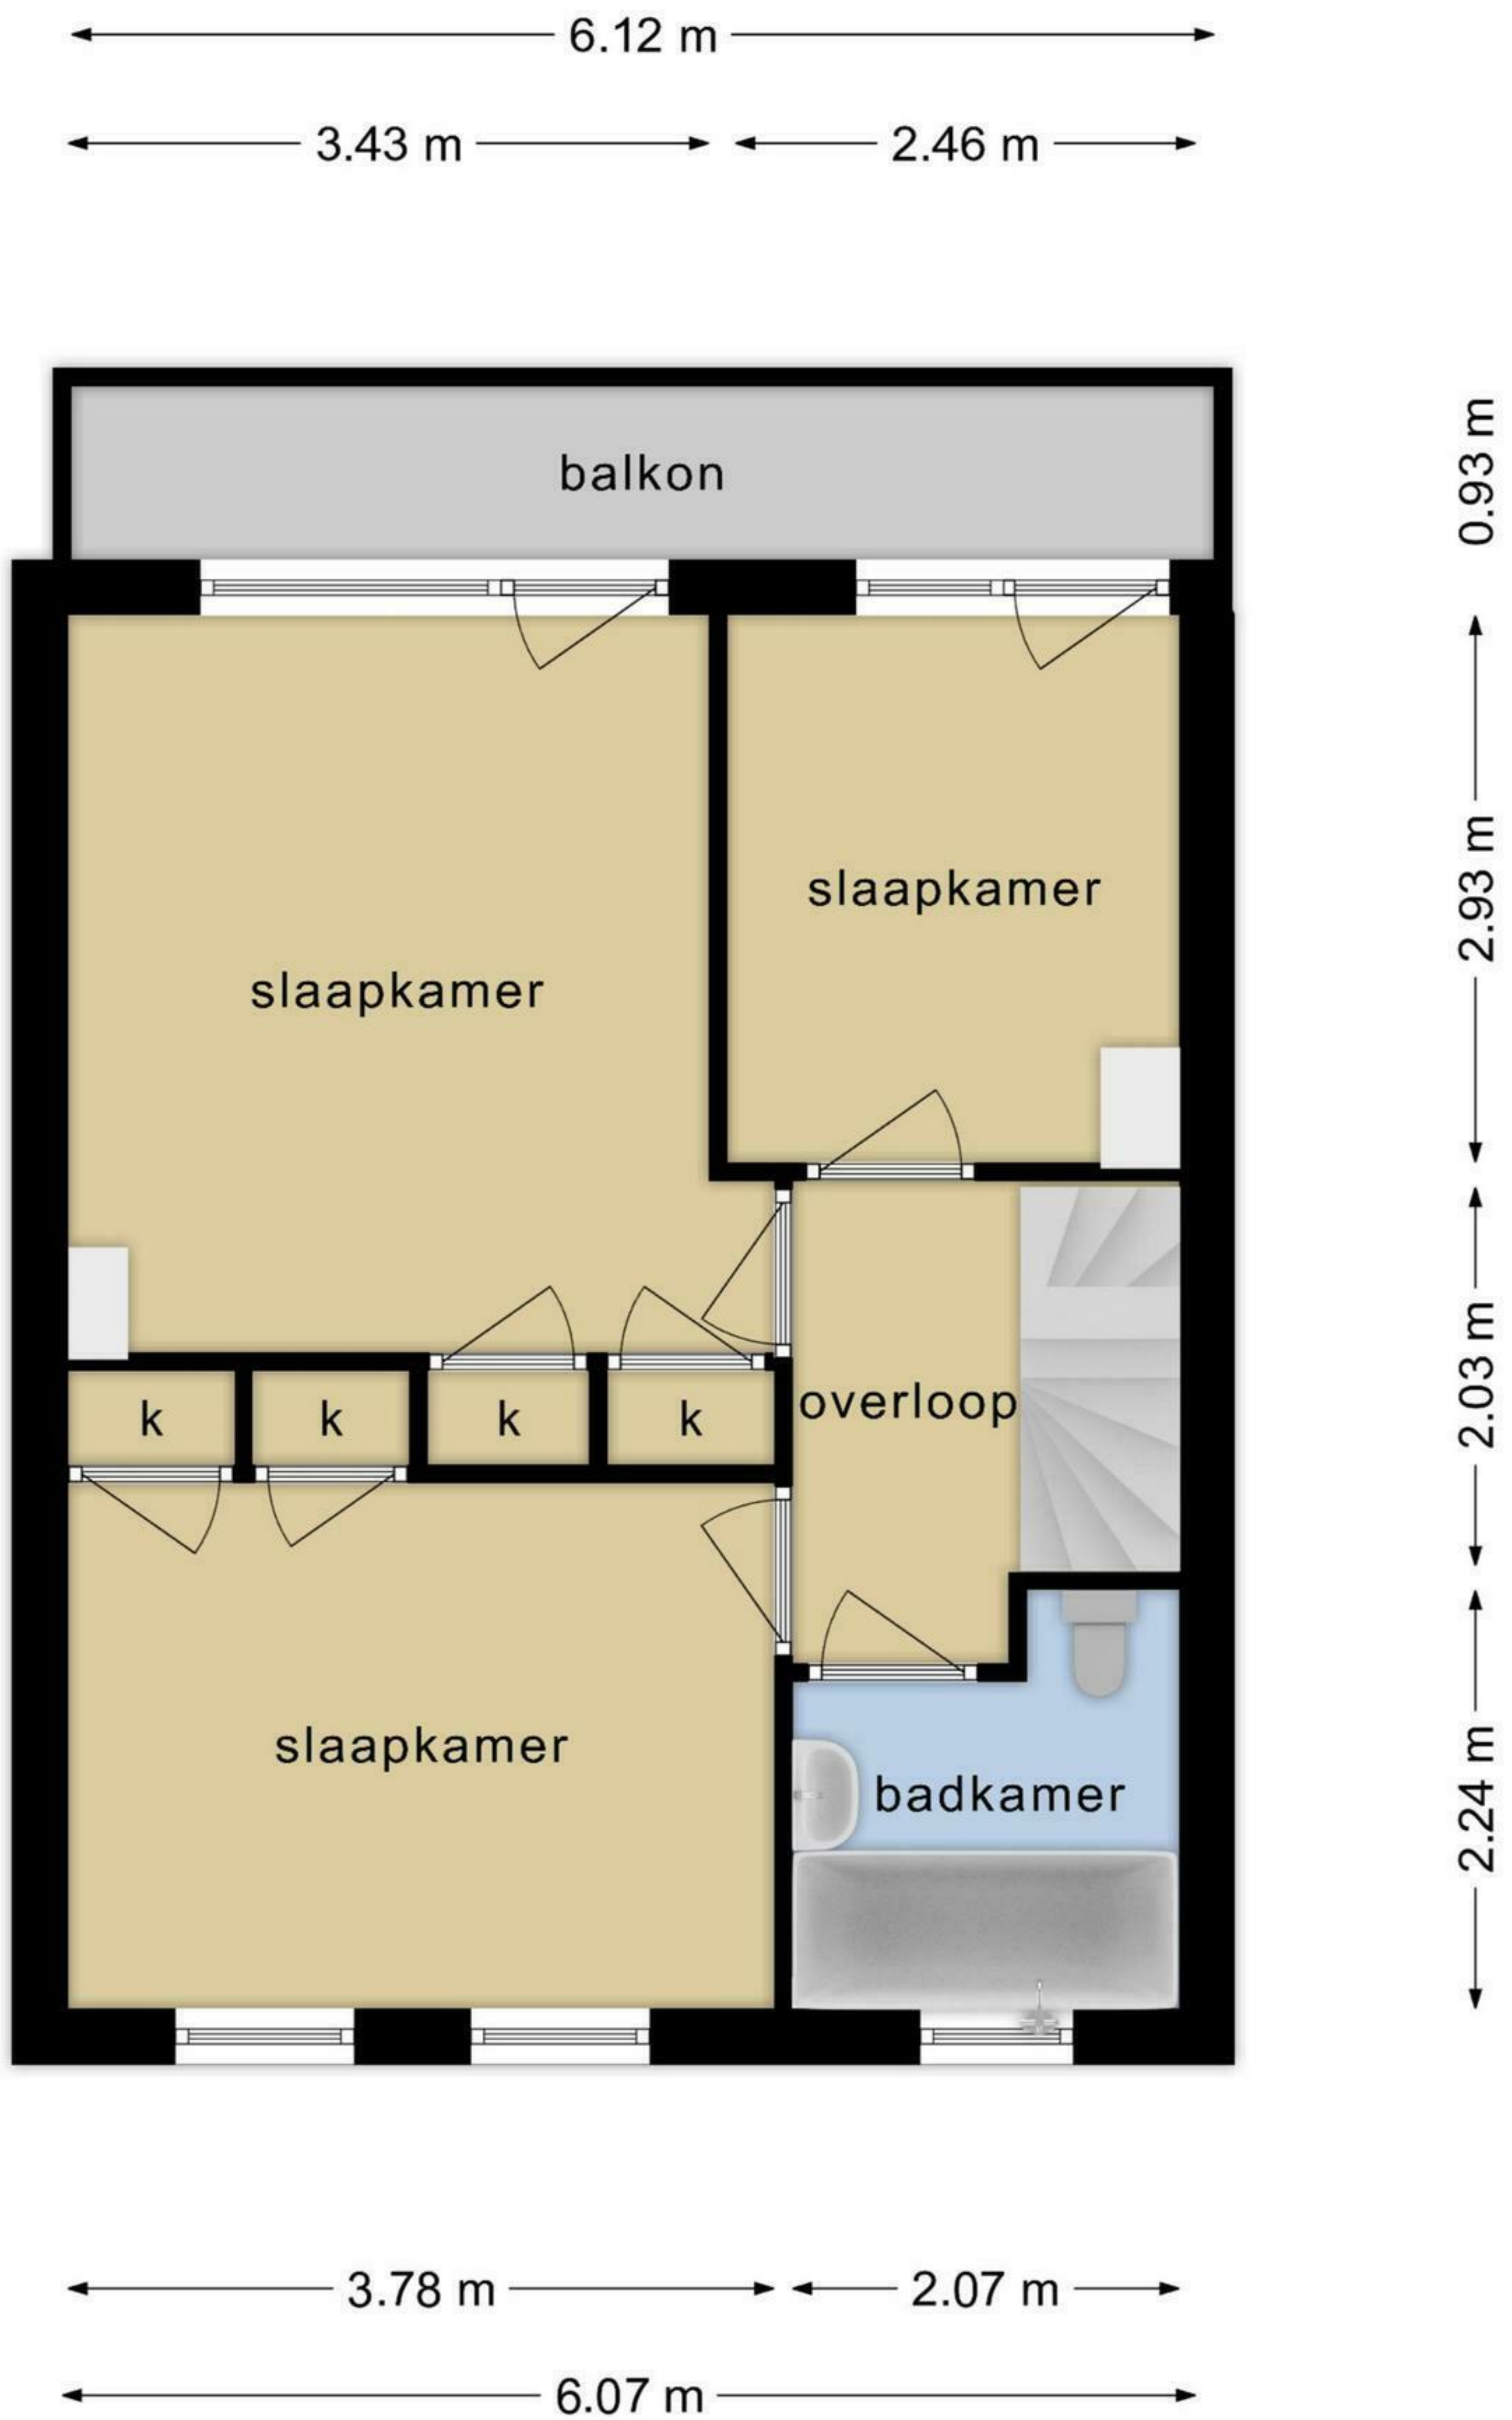 6.12 m
3.43 m
2.46 m
balkon
0.93 m
slaapkamer
2.93 m
slaapkamer
k
k
k
k
overloop
2.03 m
slaapkamer
badkamer
2.24 m
3.78 m
2.07 m
6.07 m